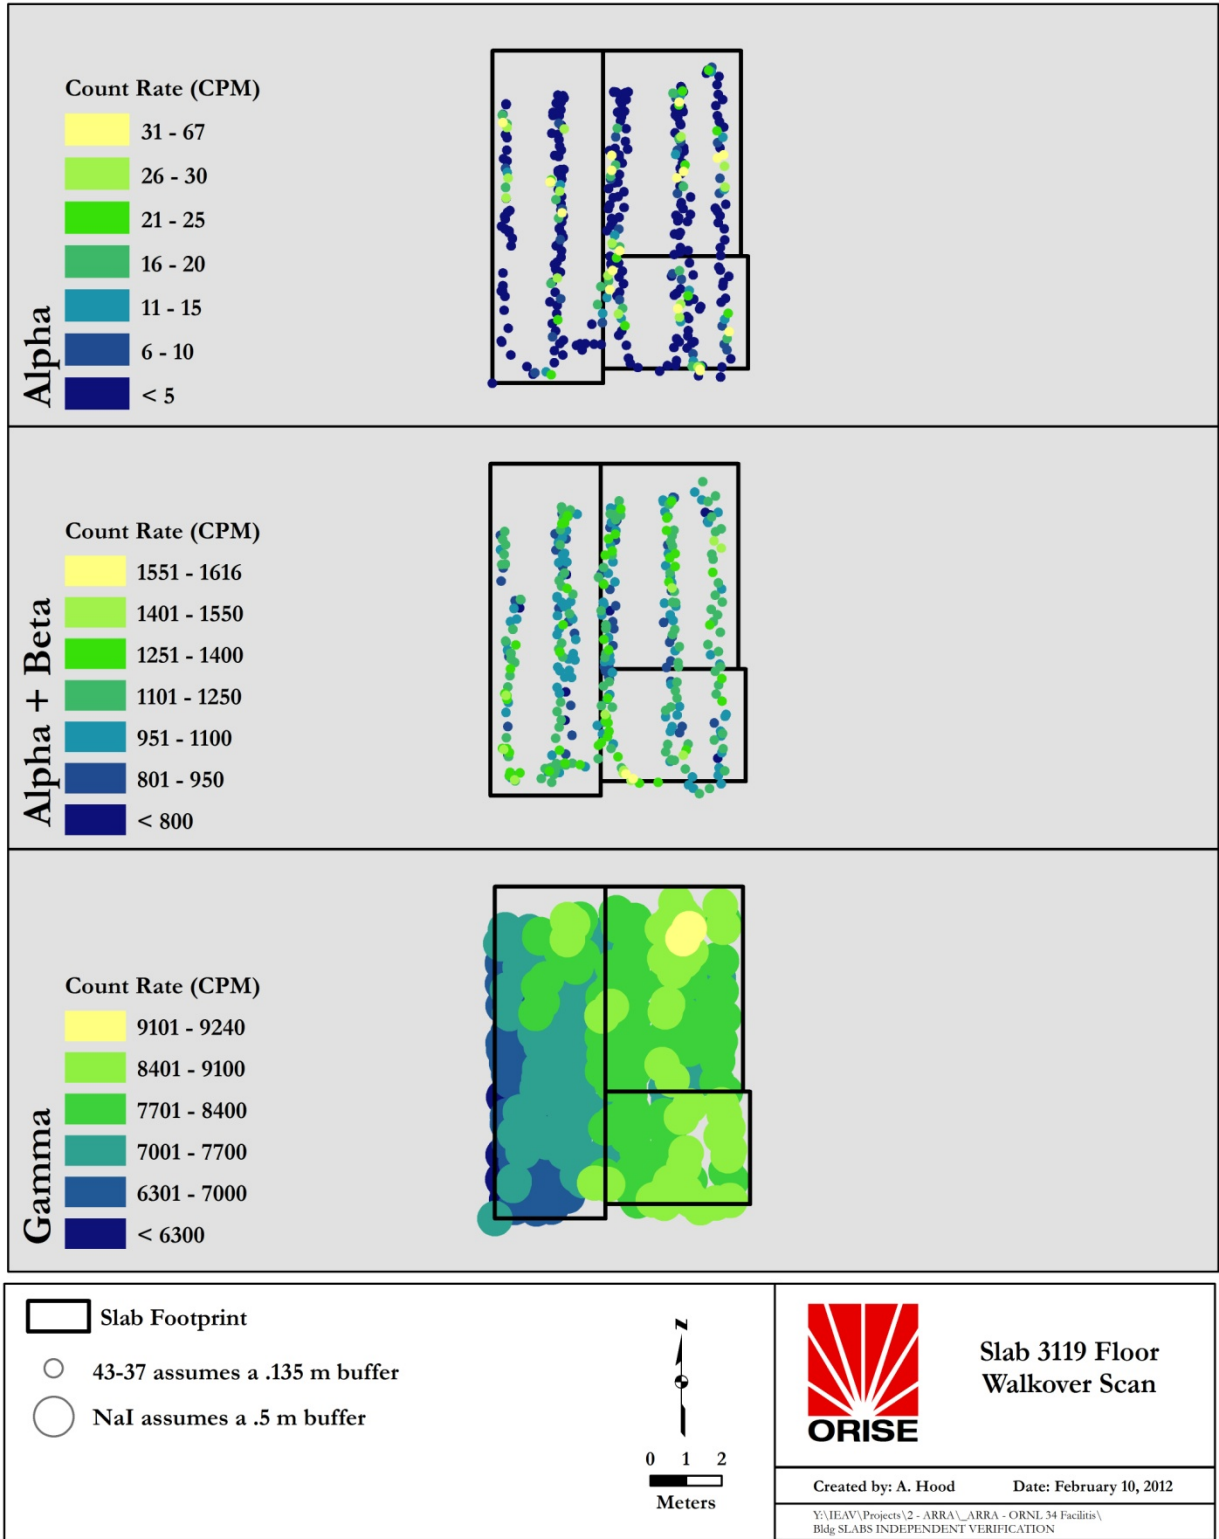 Count Rate (CPM)
31 - 67
26 - 30
21 - 25
16 - 20
11 - 15
6 - 10
< 5
Alpha
Count Rate (CPM)
1551 - 1616
1401 - 1550
1251 - 1400
1101 - 1250
951 - 1100
801 - 950
< 800
Alpha + Beta
Count Rate (CPM)
9101 - 9240
8401 - 9100
7701 - 8400
7001 - 7700
6301 - 7000
< 6300
Gamma
Slab Footprint
43-37 assumes a .135 m buffer
NaI assumes a .5 m buffer
N
0 1 2
Meters
ORISE
Slab 3119 Floor
Walkover Scan
Created by: A. Hood Date: February 10, 2012
Y:\IEAV\Projects\2 - ARRA\_ARRA - ORNL 34 Facilitis\
Bldg SLABS INDEPENDENT VERIFICATION